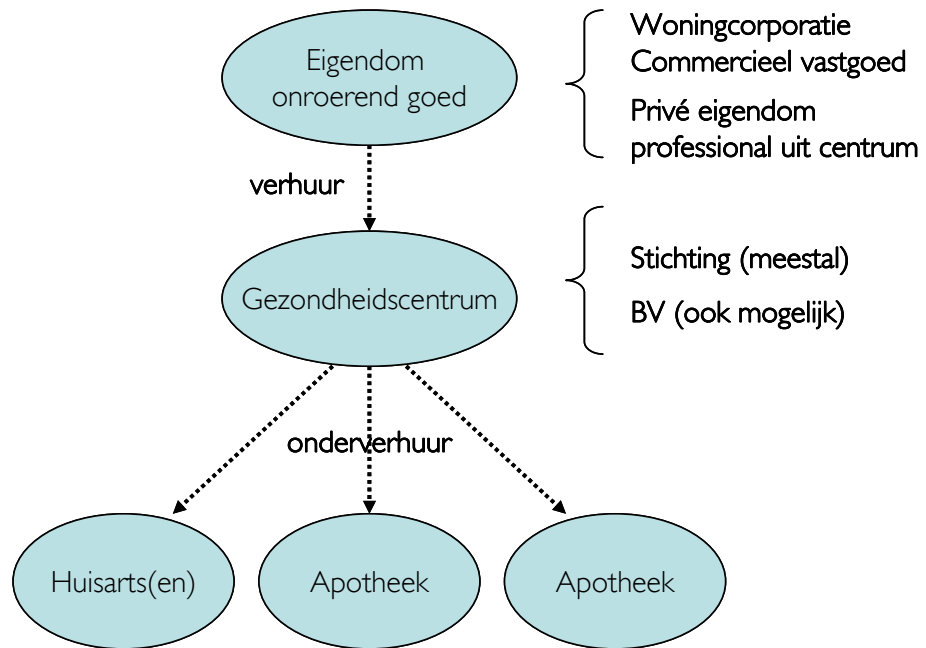 Eigendom
onroerend goed
Woningcorporatie
Commercieel vastgoed
Privé eigendom
professional uit centrum
verhuur
Gezondheidscentrum
Stichting (meestal)
BV (ook mogelijk)
onderverhuur
Huisarts(en)
Apotheek
Apotheek